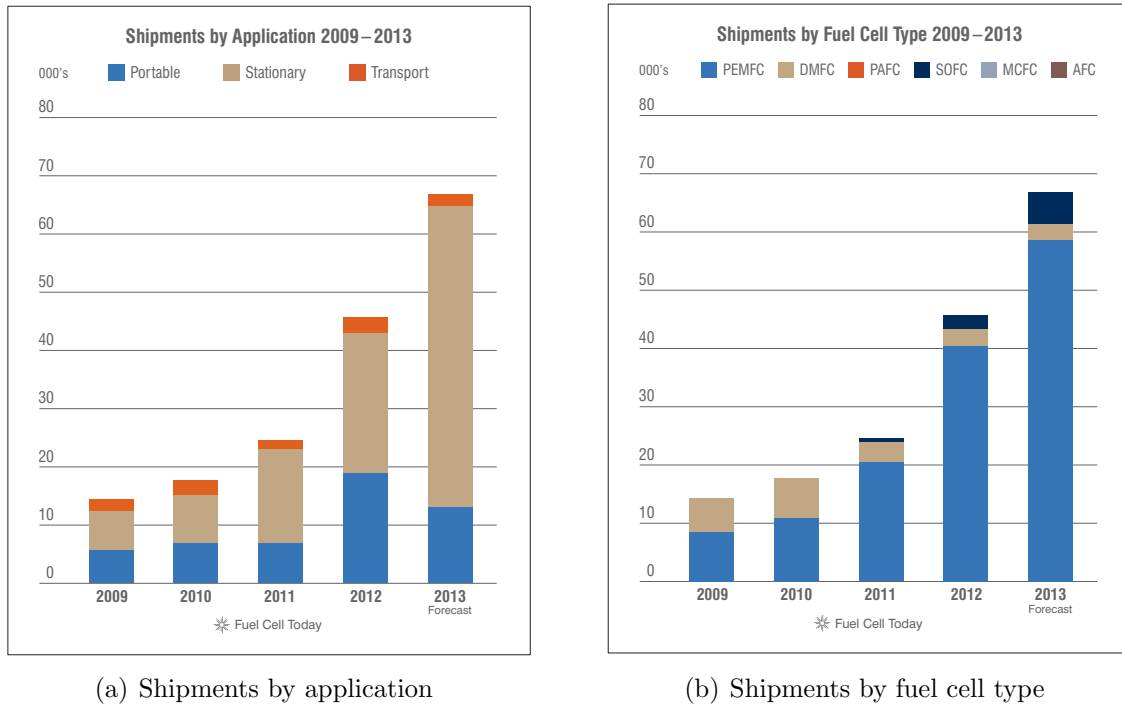 Shipments by Application 2009–2013
000's Portable Stationary Transport
80
70
60
50
40
30
20
10
0
2009 2010 2011 2012 2013
Forecast
Fuel Cell Today
(a) Shipments by application
Shipments by Fuel Cell Type 2009–2013
000's PEMFC DMFC PAFC SOFC MCFC AFC
80
70
60
50
40
30
20
10
0
2009 2010 2011 2012 2013
Forecast
Fuel Cell Today
(b) Shipments by fuel cell type